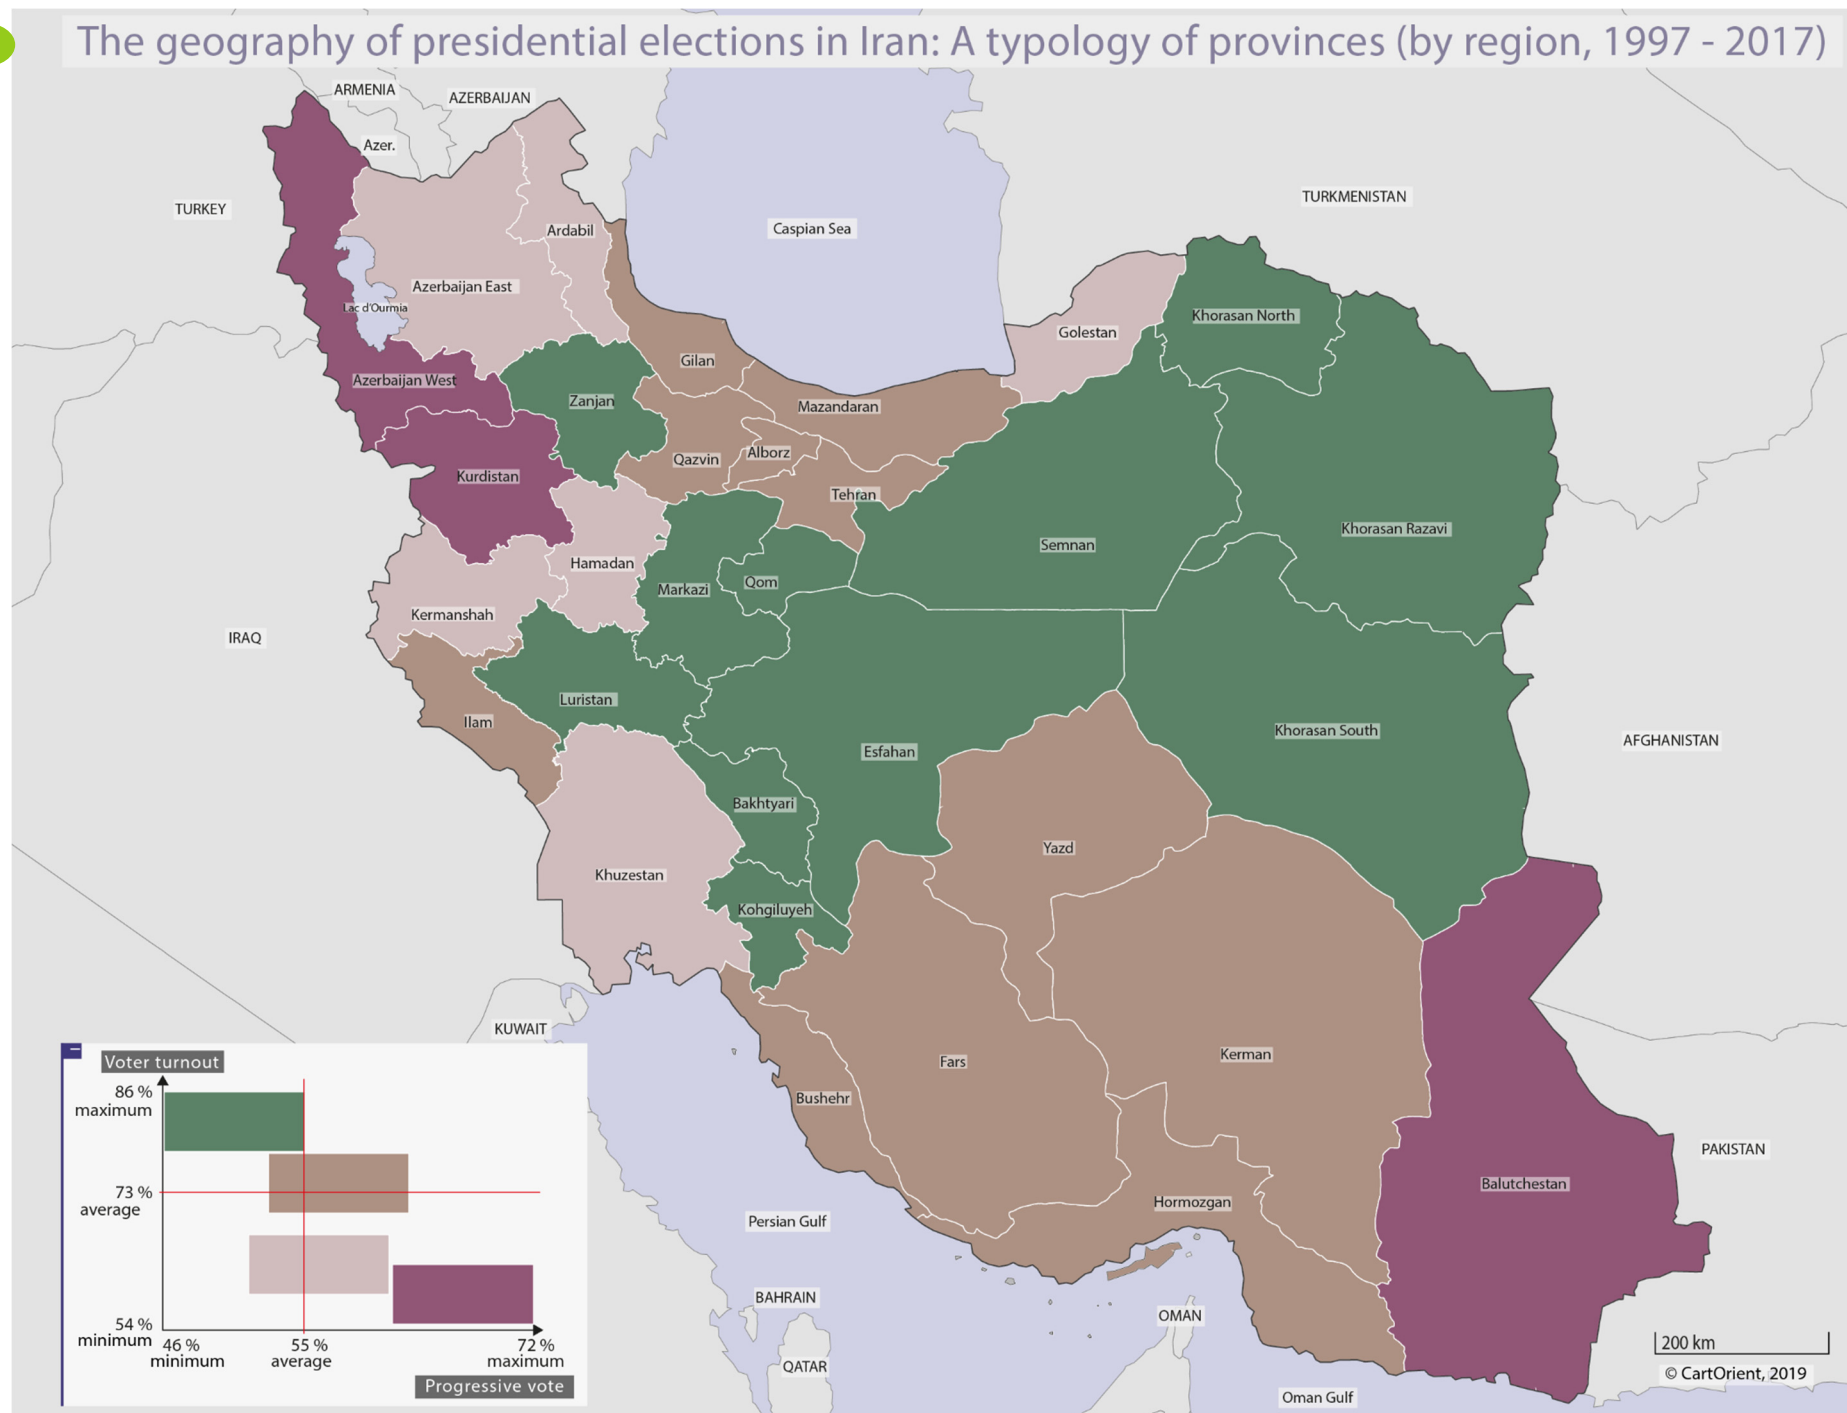 The geography of presidential elections in Iran: A typology of provinces (by region, 1997 - 2017)
ARMENIA
AZERBAIJAN
Azer.
TURKEY
TURKMENISTAN
Caspian Sea
Ardabil
Azerbaijan East
Lac d'Ourmia
Golestan
Khorasan North
Gilan
Azerbaijan West
Zanjan
Mazandaran
Alborz
Qazvin
Kurdistan
Tehran
Khorasan Razavi
Semnan
Hamadan
Qom
Markazi
Kermanshah
IRAQ
Luristan
Ilam
Khorasan South
AFGHANISTAN
Esfahan
Bakhtyari
Yazd
Khuzestan
Kohgiluyeh
KUWAIT
Fars
Kerman
Bushehr
PAKISTAN
Balutchestan
Hormozgan
Persian Gulf
BAHRAIN
OMAN
QATAR
Oman Gulf
Voter turnout
86 %
maximum
73 %
average
54 %
minimum
46 %
minimum
55 %
average
72 %
maximum
Progressive vote
200 km
© CartOrient, 2019